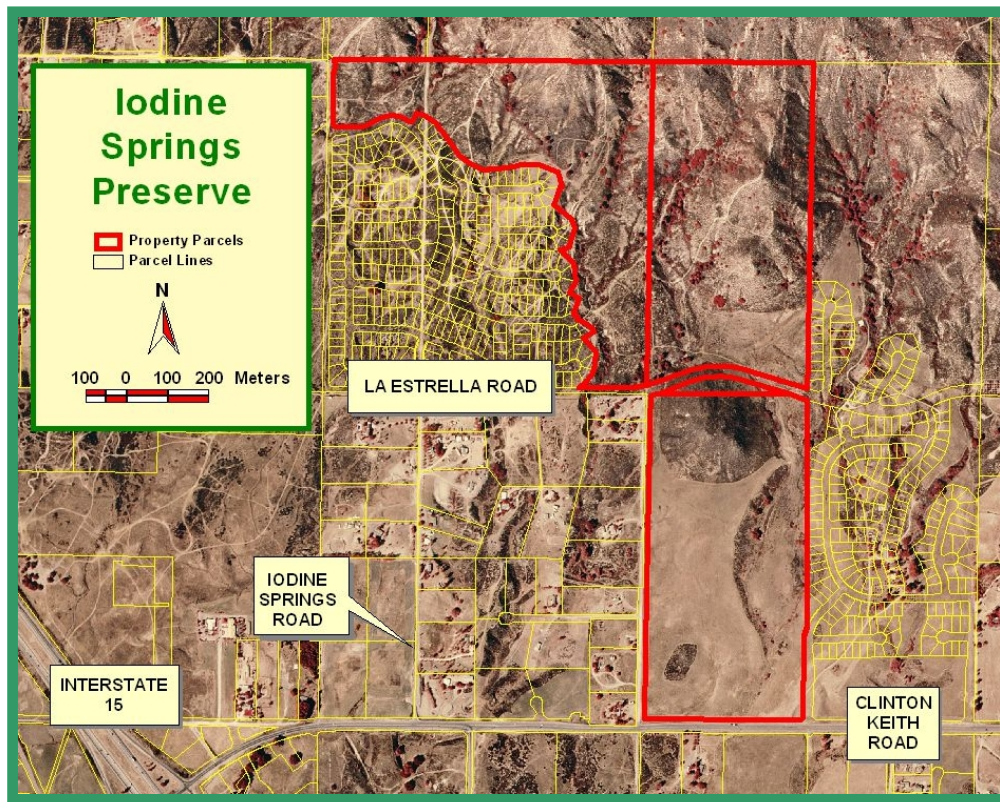 Iodine
Springs
Preserve
Property Parcels
Parcel Lines
N
100 0 100 200 Meters
LA ESTRELLA ROAD
IODINE
SPRINGS
ROAD
INTERSTATE
15
CLINTON
KEITH
ROAD